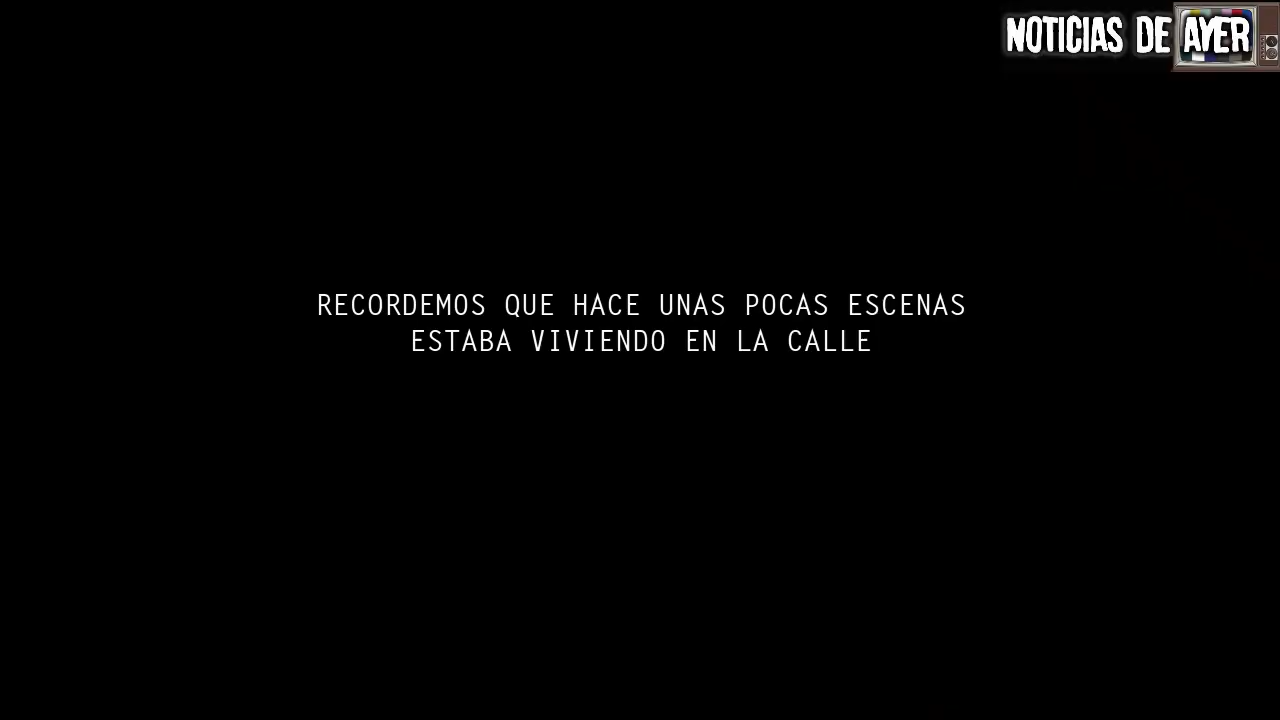 NOTICIAS DE AYER
RECORDEMOS QUE HACE UNAS POCAS ESCENAS
ESTABA VIVIENDO EN LA CALLE